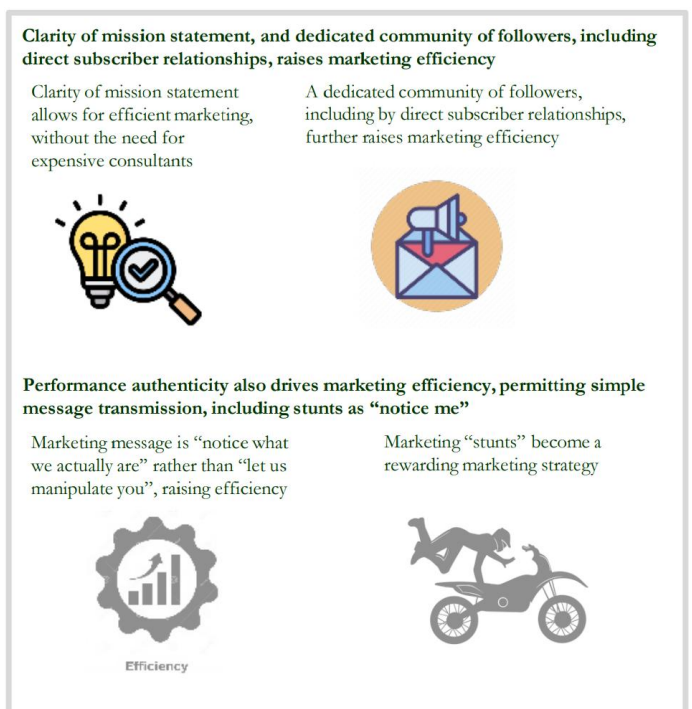 Clarity of mission statement, and dedicated community of followers, including
direct subscriber relationships, raises marketing efficiency
Clarity of mission statement
allows for efficient marketing,
without the need for
expensive consultants
A dedicated community of followers,
including by direct subscriber relationships,
further raises marketing efficiency
Performance authenticity also drives marketing efficiency, permitting simple
message transmission, including stunts as “notice me”
Marketing message is “notice what
we actually are” rather than “let us
manipulate you”, raising efficiency
Marketing “stunts” become a
rewarding marketing strategy
Efficiency